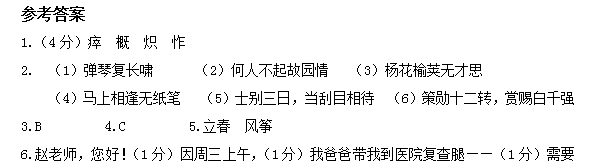 参考答案
1.（4分）瘁 概 炽 怍
2. （1）弹琴复长啸 （2）何人不起故园情 （3）杨花榆荚无才思
（4）马上相逢无纸笔 （5）士别三日，当刮目相待 （6）策勋十二转，赏赐白千强
3.B 4.C 5.立春 风筝
6.赵老师，您好！（1分）因周三上午，（1分）我爸爸带我到医院复查腿——（1分）需要